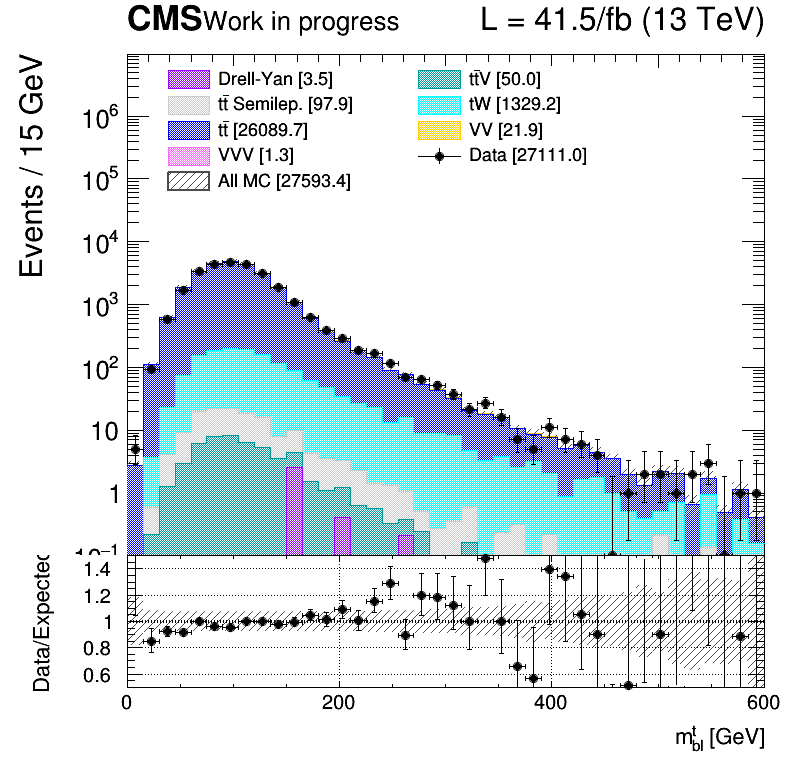 CMS Work in progress L = 41.5/fb (13 TeV)
Events / 15 GeV
Drell-Yan [3.5] tt̄V [50.0]
tt̄ Semilep. [97.9] tW [1329.2]
tt̄ [26089.7] VV [21.9]
VVV [1.3] Data [27111.0]
All MC [27593.4]
10⁶
10⁵
10⁴
10³
10²
10
1
10⁻¹
Data/Expected
1.4
1.2
1
0.8
0.6
0 200 400 600
m^t_bl [GeV]